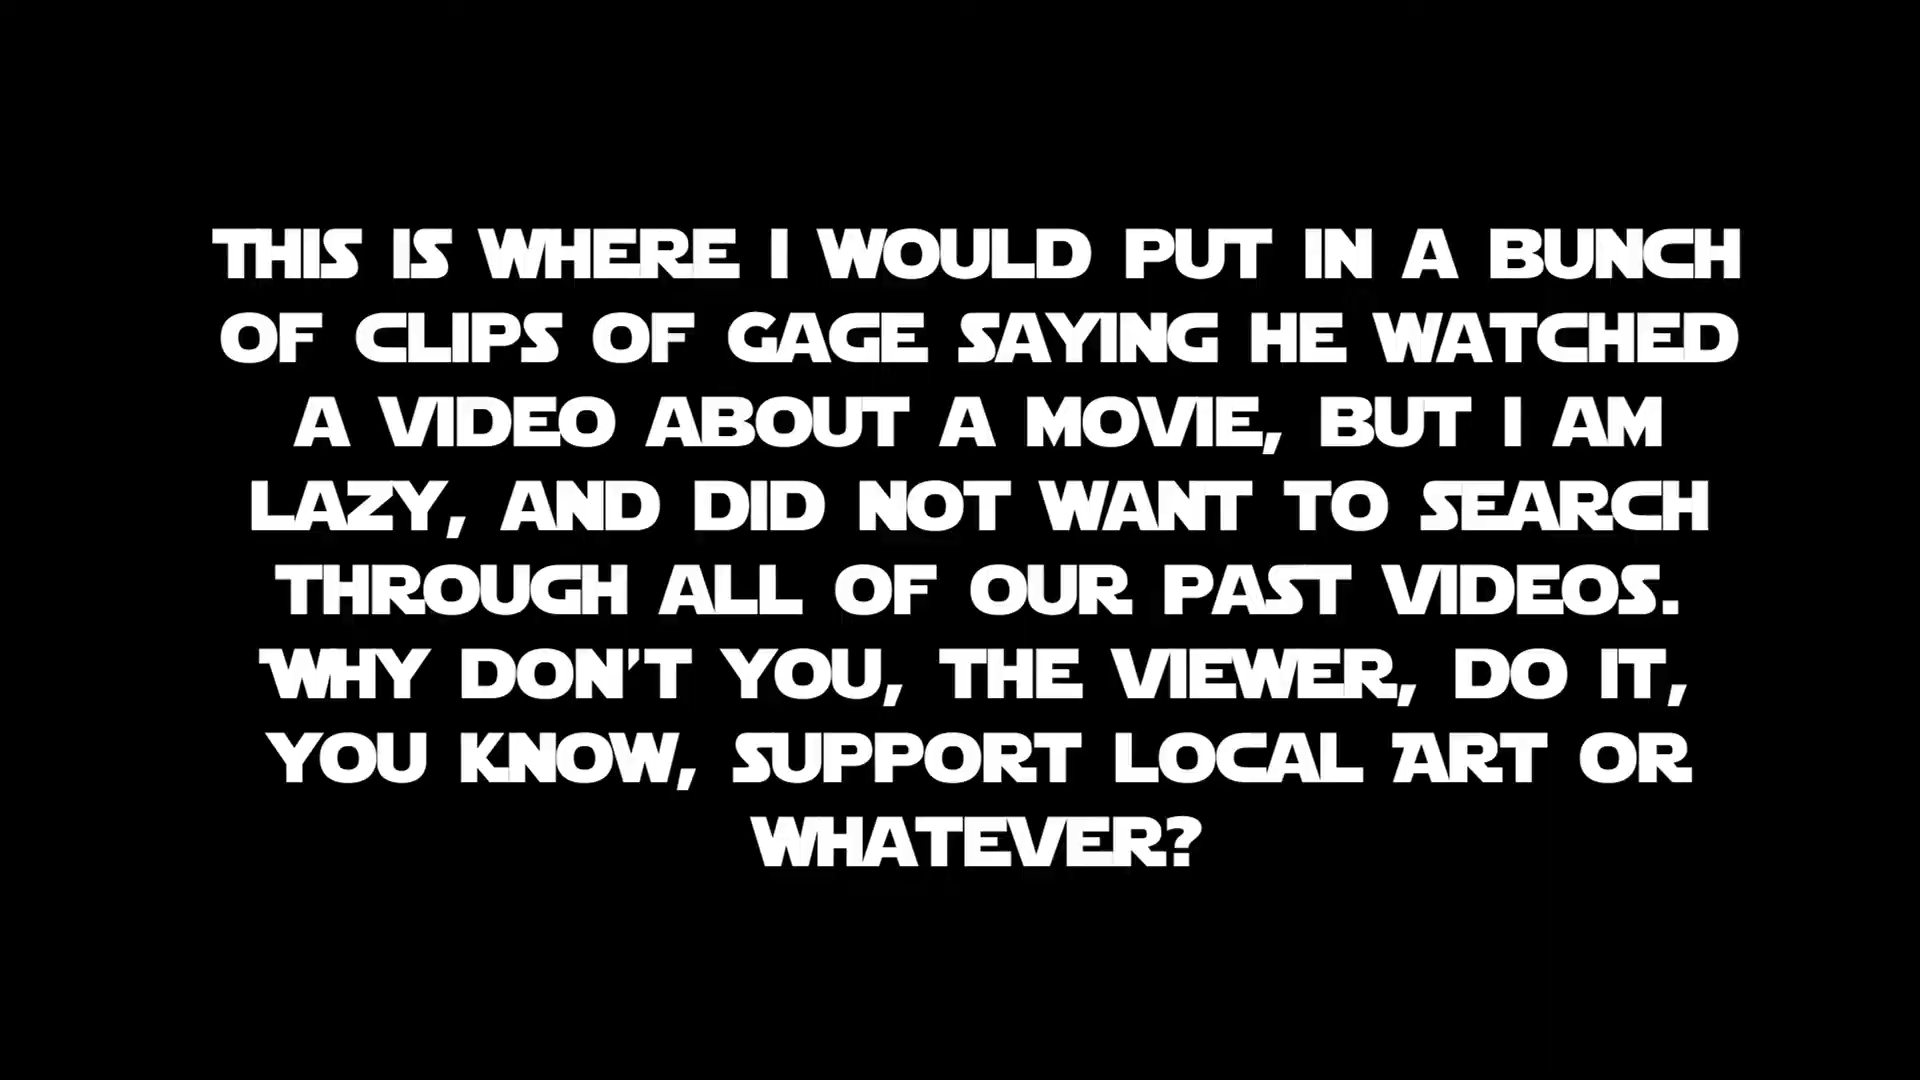 THIS IS WHERE I WOULD PUT IN A BUNCH
OF CLIPS OF GAGE SAYING HE WATCHED
A VIDEO ABOUT A MOVIE, BUT I AM
LAZY, AND DID NOT WANT TO SEARCH
THROUGH ALL OF OUR PAST VIDEOS.
WHY DON'T YOU, THE VIEWER, DO IT,
YOU KNOW, SUPPORT LOCAL ART OR
WHATEVER?